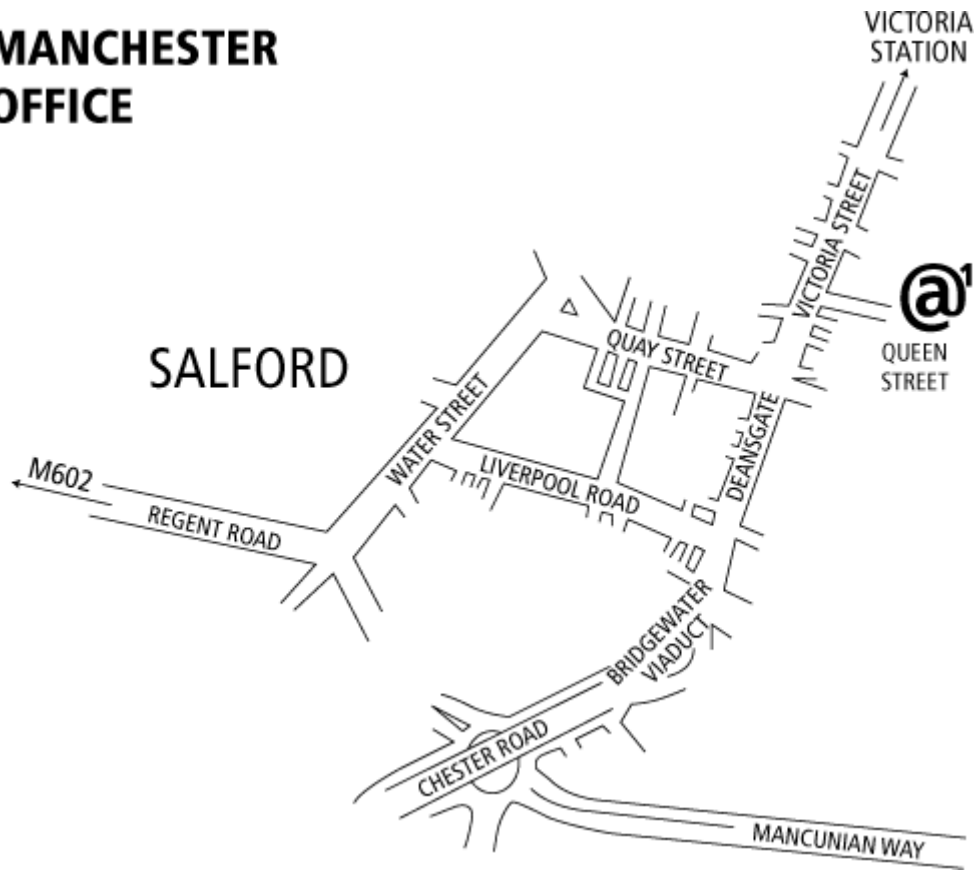 MANCHESTER
OFFICE
VICTORIA
STATION
VICTORIA STREET
@1
QUEEN
STREET
SALFORD
QUAY STREET
DEANSGATE
WATER STREET
LIVERPOOL ROAD
M602
REGENT ROAD
BRIDGEWATER
VIADUCT
CHESTER ROAD
MANCUNIAN WAY